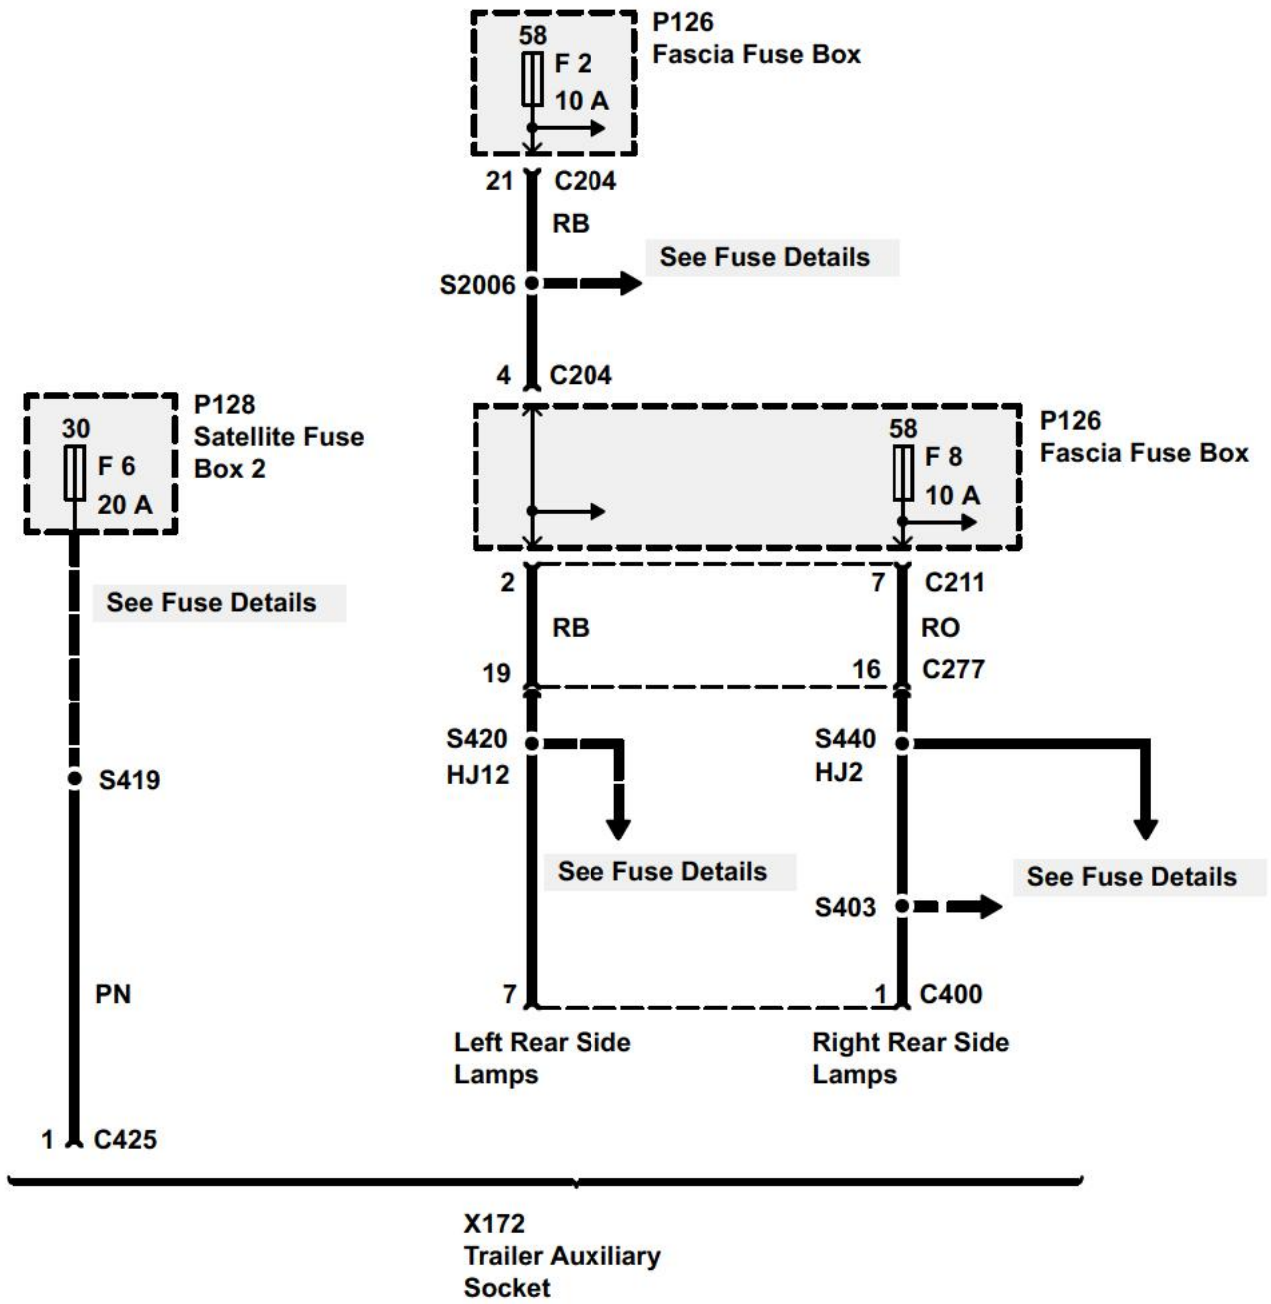 P126
Fascia Fuse Box
58
F 2
10 A
21 C204
RB
See Fuse Details
S2006
4 C204
P128
Satellite Fuse
Box 2
30
F 6
20 A
P126
Fascia Fuse Box
58
F 8
10 A
See Fuse Details
2 7 C211
RB RO
19 16 C277
S420
HJ12
S440
HJ2
S419
See Fuse Details
See Fuse Details
S403
PN
7 1 C400
Left Rear Side
Lamps
Right Rear Side
Lamps
1 C425
X172
Trailer Auxiliary
Socket